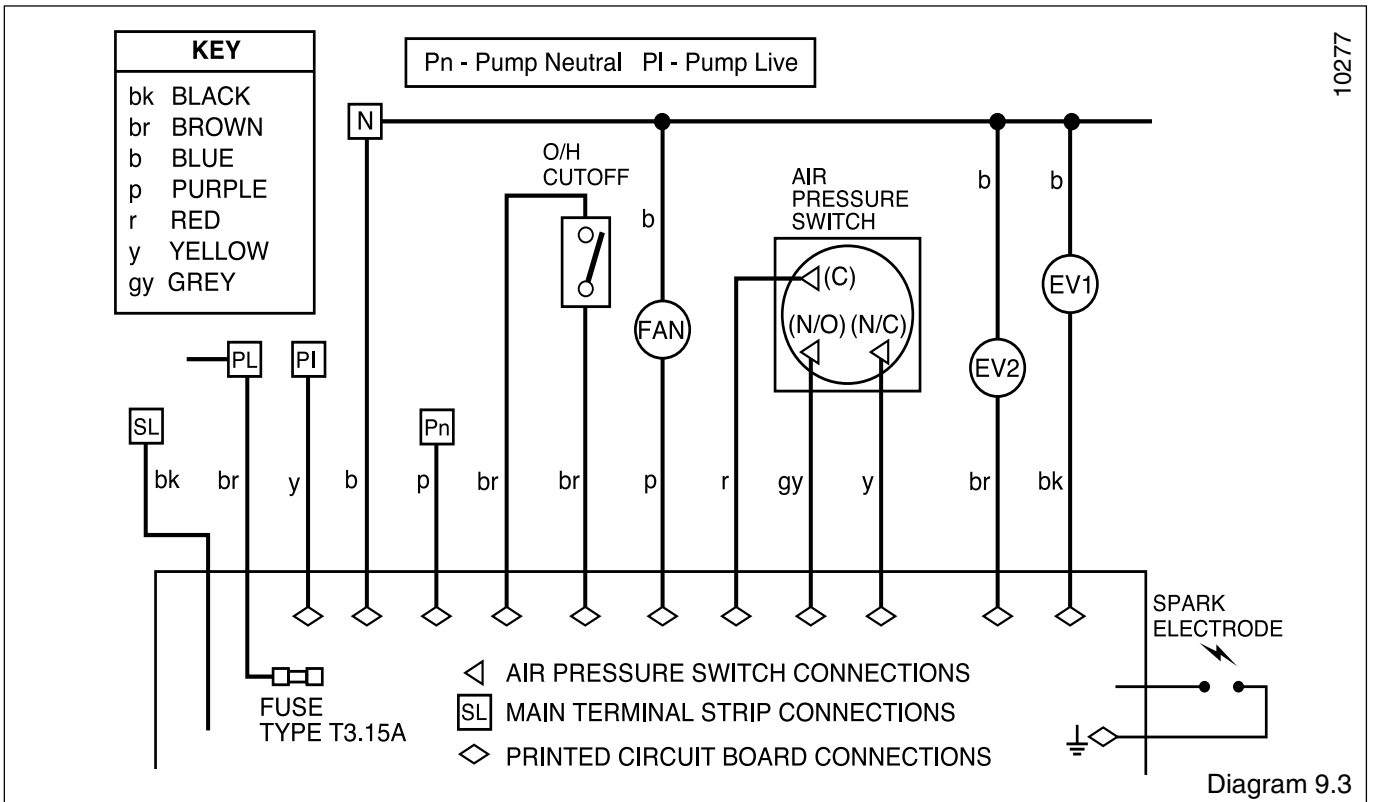 KEY
bk BLACK
br BROWN
b BLUE
p PURPLE
r RED
y YELLOW
gy GREY
Pn - Pump Neutral Pl - Pump Live
10277
N
O/H
CUTOFF
AIR
PRESSURE
SWITCH
b
b
b
(C)
EV1
(N/O) (N/C)
FAN
PL
Pl
EV2
SL
Pn
bk
br
y
b
p
br
br
p
r
gy
y
br
bk
SPARK
ELECTRODE
FUSE
TYPE T3.15A
AIR PRESSURE SWITCH CONNECTIONS
SL MAIN TERMINAL STRIP CONNECTIONS
PRINTED CIRCUIT BOARD CONNECTIONS
Diagram 9.3